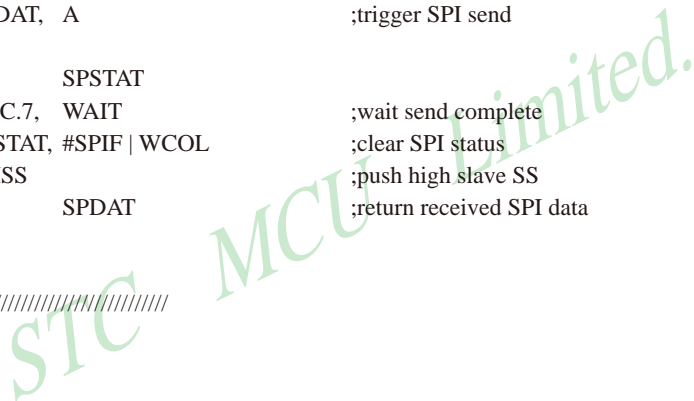 DAT, A ;trigger SPI send
SPSTAT
C.7, WAIT ;wait send complete
STAT, #SPIF | WCOL ;clear SPI status
SS ;push high slave SS
SPDAT ;return received SPI data
/////////////////////////
STC MCU Limited.